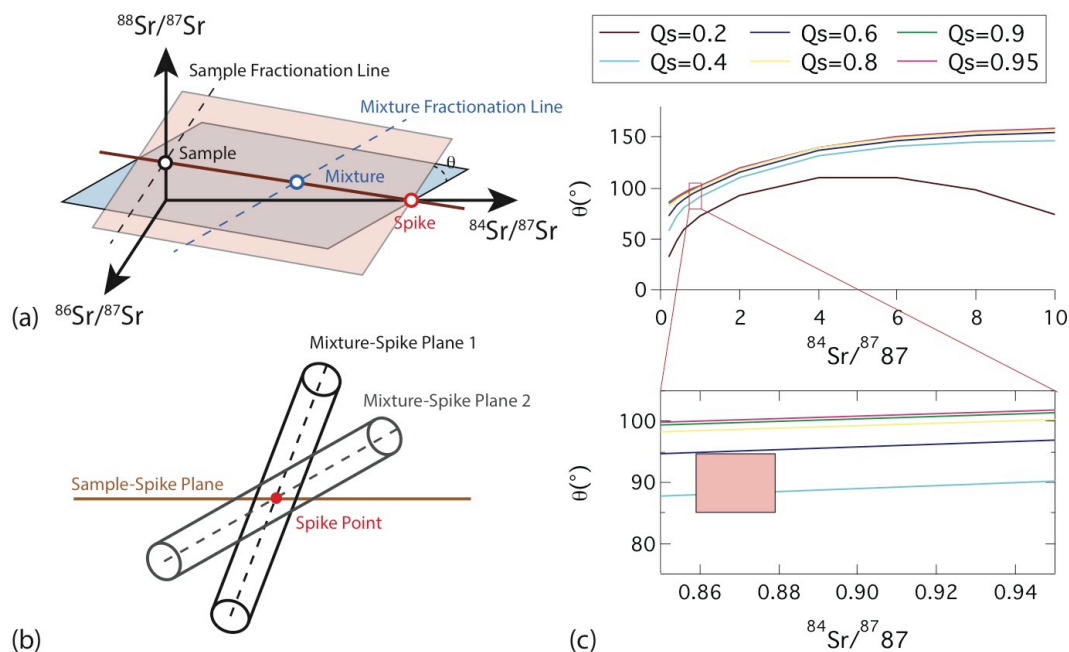 ⁸⁸Sr/⁸⁷Sr
Sample Fractionation Line
Mixture Fractionation Line
Sample
θ
Mixture
Spike
⁸⁴Sr/⁸⁷Sr
⁸⁶Sr/⁸⁷Sr
(a)
Mixture-Spike Plane 1
Mixture-Spike Plane 2
Sample-Spike Plane
Spike Point
(b)
(c)
Qs=0.2 Qs=0.6 Qs=0.9
Qs=0.4 Qs=0.8 Qs=0.95
150
100
50
0
θ(°)
0 2 4 6 8 10
⁸⁴Sr/⁸⁷87
100
90
80
θ(°)
0.86 0.88 0.90 0.92 0.94
⁸⁴Sr/⁸⁷87